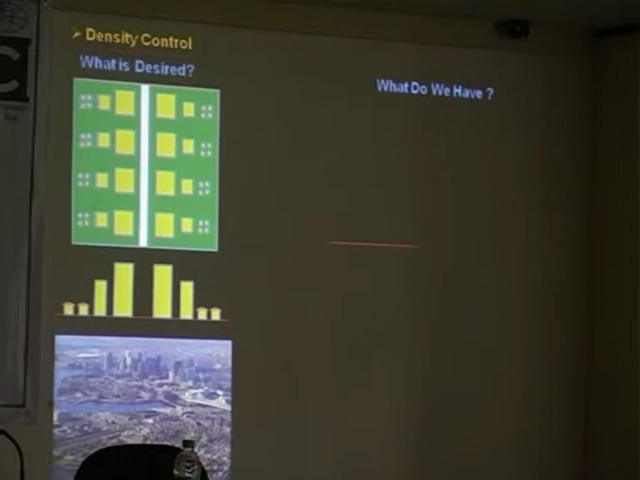 ➢ Density Control
What is Desired?
What Do We Have ?
C